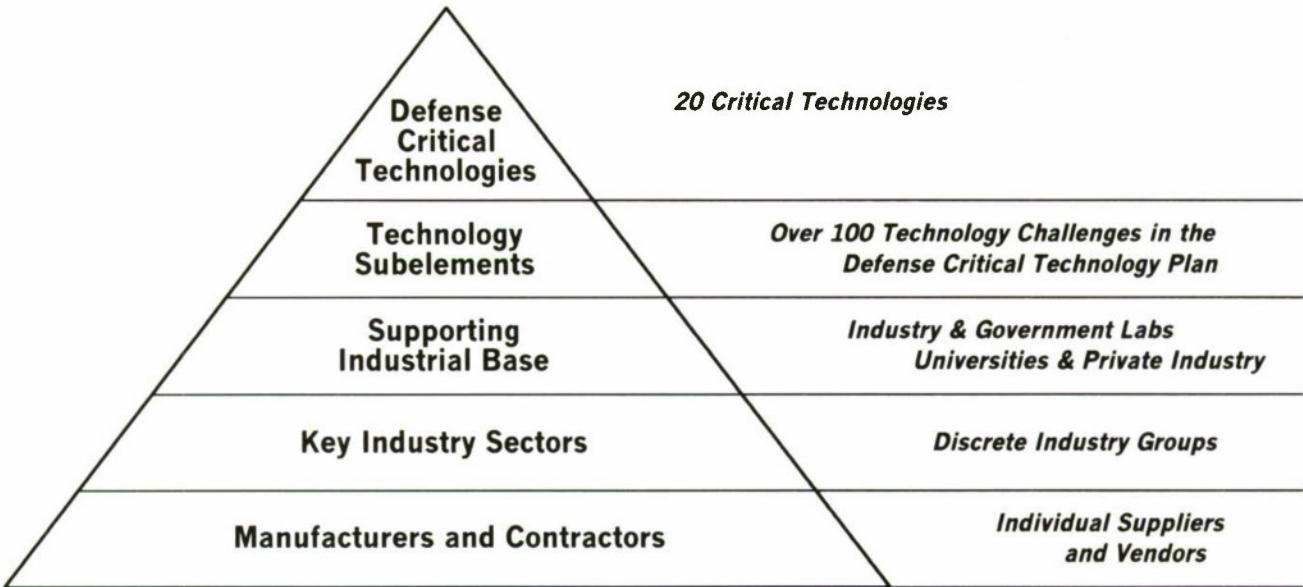 Defense
Critical
Technologies
20 Critical Technologies
Technology
Subelements
Over 100 Technology Challenges in the
Defense Critical Technology Plan
Supporting
Industrial Base
Industry & Government Labs
Universities & Private Industry
Key Industry Sectors
Discrete Industry Groups
Manufacturers and Contractors
Individual Suppliers
and Vendors